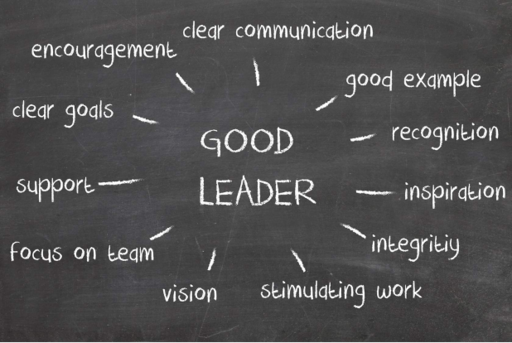 clear communication
encouragement
good example
clear goals
recognition
GOOD
LEADER
support
inspiration
focus on team
integritiy
vision
stimulating work